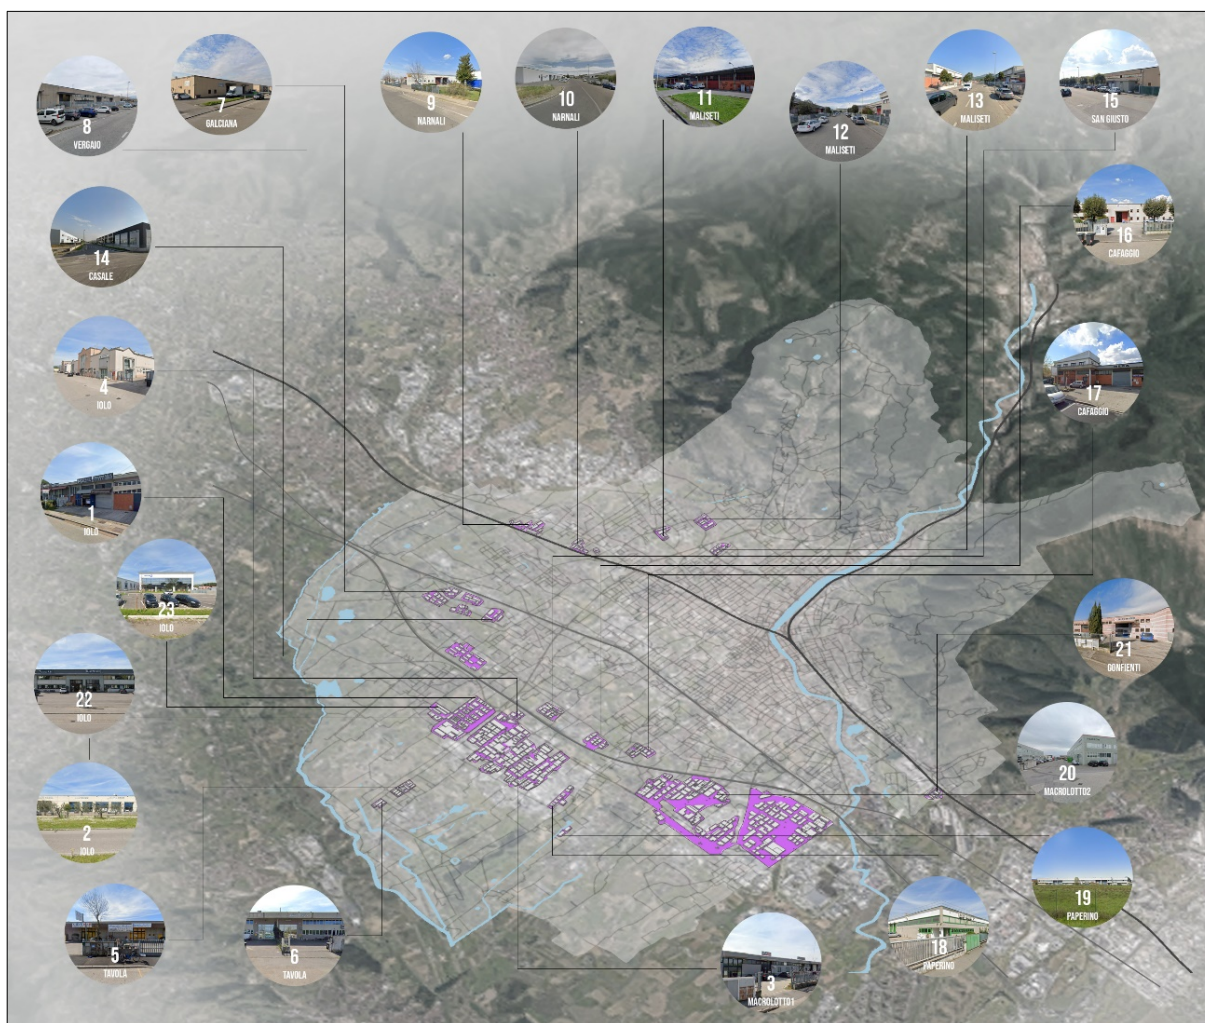 7
GALCIANA
8
VERGAIO
9
NARNALI
10
NARNALI
11
MALISETI
12
MALISETI
13
MALISETI
15
SAN GIUSTO
14
CASALE
16
CAFAGGIO
4
IOLO
17
CAFAGGIO
1
IOLO
23
IOLO
21
GONFIENTI
22
IOLO
20
MACROLOTTO2
2
IOLO
19
PAPERINO
5
TAVOLA
6
TAVOLA
3
MACROLOTTO1
18
PAPERINO